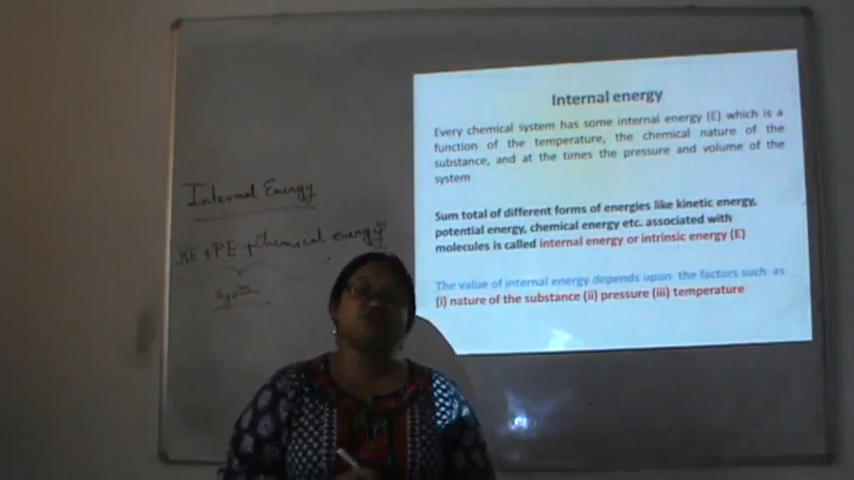 Internal Energy
KE + PE + Chemical energy
Sys^m
Internal energy
Every chemical system has some internal energy (E) which is a
function of the temperature, the chemical nature of the
substance, and at the times the pressure and volume of the
system
Sum total of different forms of energies like kinetic energy,
potential energy, chemical energy etc. associated with
molecules is called internal energy or intrinsic energy (E)
The value of internal energy depends upon the factors such as
(i) nature of the substance (ii) pressure (iii) temperature